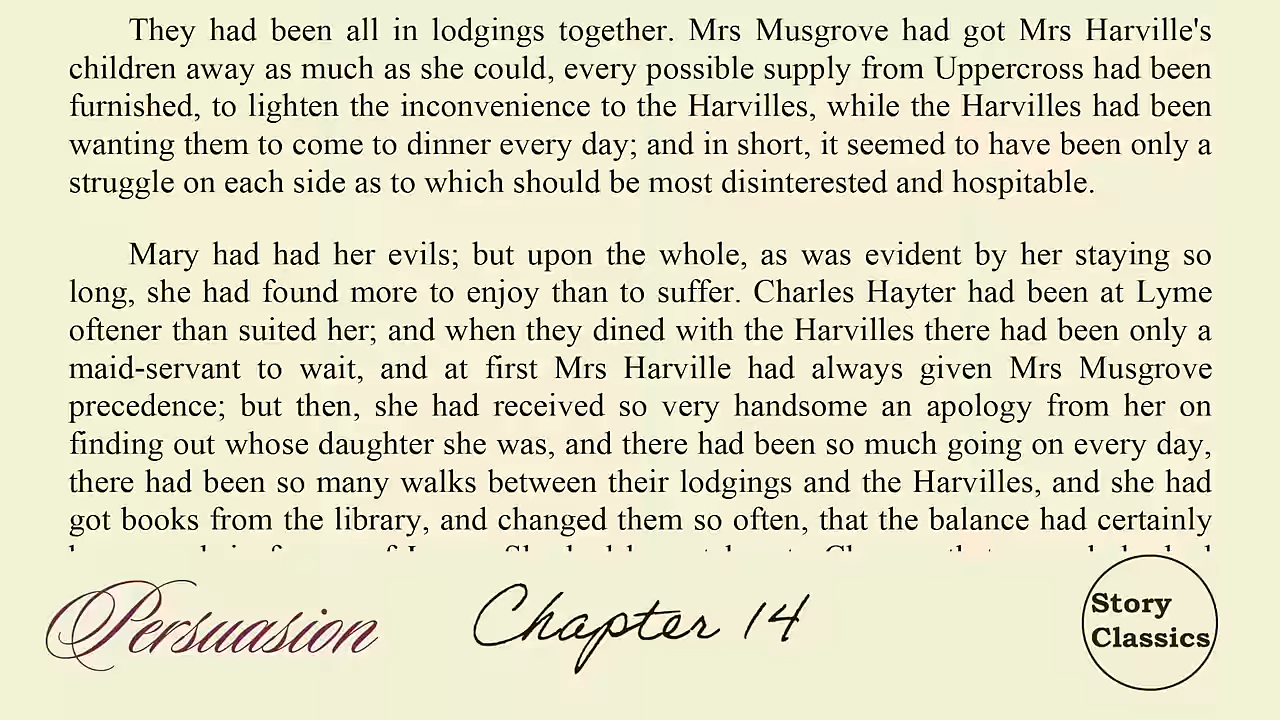 They had been all in lodgings together. Mrs Musgrove had got Mrs Harville's
children away as much as she could, every possible supply from Uppercross had been
furnished, to lighten the inconvenience to the Harvilles, while the Harvilles had been
wanting them to come to dinner every day; and in short, it seemed to have been only a
struggle on each side as to which should be most disinterested and hospitable.
Mary had had her evils; but upon the whole, as was evident by her staying so
long, she had found more to enjoy than to suffer. Charles Hayter had been at Lyme
oftener than suited her; and when they dined with the Harvilles there had been only a
maid-servant to wait, and at first Mrs Harville had always given Mrs Musgrove
precedence; but then, she had received so very handsome an apology from her on
finding out whose daughter she was, and there had been so much going on every day,
there had been so many walks between their lodgings and the Harvilles, and she had
got books from the library, and changed them so often, that the balance had certainly
Persuasion
Chapter 14
Story
Classics